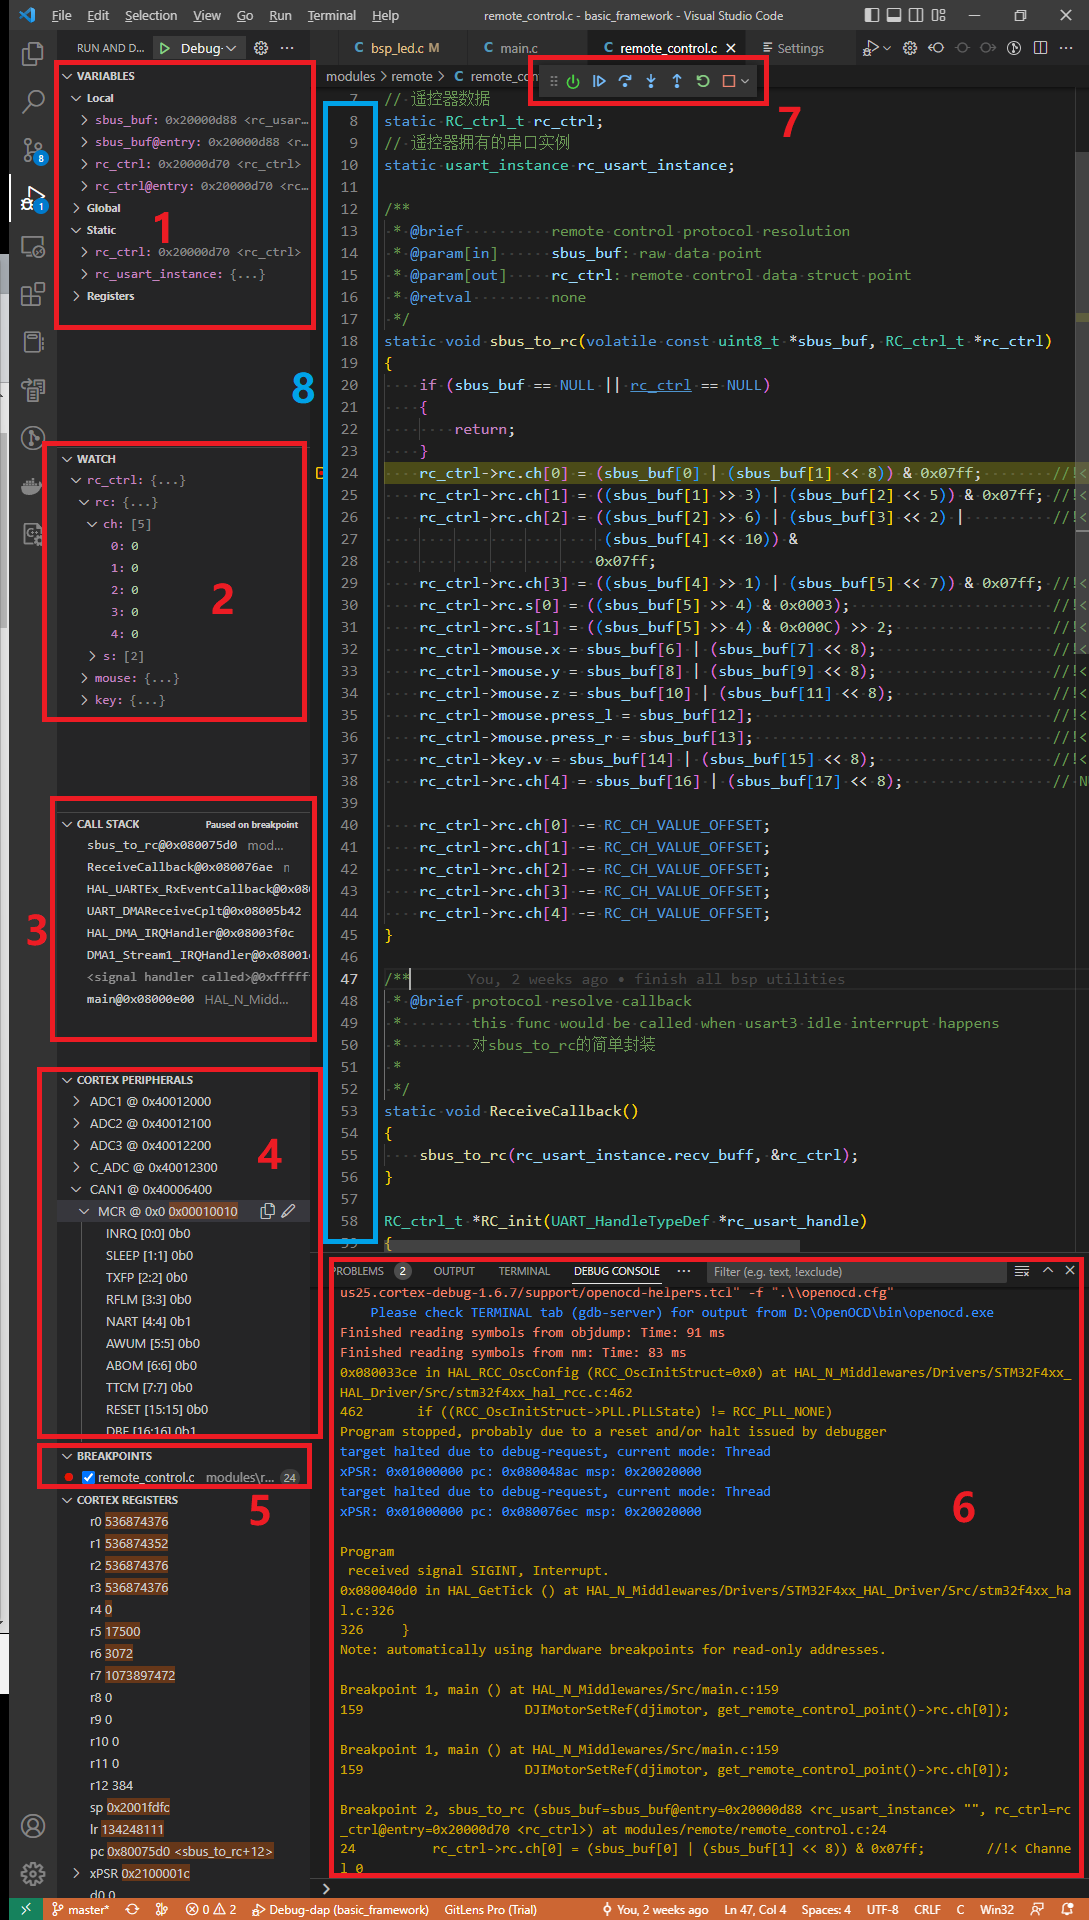 File Edit Selection View Go Run Terminal Help remote_control.c - basic_framework - Visual Studio Code
RUN AND D... Debug- bsp_led.c M main.c remote_control.c Settings
modules > remote > C remote_con
VARIABLES
Local
sbus_buf: 0x20000d88 <rc_usar...
sbus_buf@entry: 0x20000d88 <r...
rc_ctrl: 0x20000d70 <rc_ctrl>
rc_ctrl@entry: 0x20000d70 <rc...
Global
Static
rc_ctrl: 0x20000d70 <rc_ctrl>
rc_usart_instance: {...}
Registers
1
8
1
WATCH
rc_ctrl: {...}
rc: {...}
ch: [5]
0: 0
1: 0
2: 0
3: 0
4: 0
s: [2]
mouse: {...}
key: {...}
2
CALL STACK Paused on breakpoint
sbus_to_rc@0x080075d0 mod...
ReceiveCallback@0x080076ae
HAL_UARTEx_RxEventCallback@0x080
UART_DMAReceiveCplt@0x08005b42
HAL_DMA_IRQHandler@0x08003f0c
DMA1_Stream1_IRQHandler@0x08001
<signal handler called>@0xffffff
main@0x08000e00 HAL_N_Midd...
3
CORTEX PERIPHERALS
ADC1 @ 0x40012000
ADC2 @ 0x40012100
ADC3 @ 0x40012200
C_ADC @ 0x40012300
CAN1 @ 0x40006400
MCR @ 0x0 0x00010010
INRQ [0:0] 0b0
SLEEP [1:1] 0b0
TXFP [2:2] 0b0
RFLM [3:3] 0b0
NART [4:4] 0b1
AWUM [5:5] 0b0
ABOM [6:6] 0b0
TTCM [7:7] 0b0
RESET [15:15] 0b0
DBF [16:16] 0b1
4
BREAKPOINTS
remote_control.c modules\r... 24
5
CORTEX REGISTERS
r0 536874376
r1 536874352
r2 536874376
r3 536874376
r4 0
r5 17500
r6 3072
r7 1073897472
r8 0
r9 0
r10 0
r11 0
r12 384
sp 0x2001fdfc
lr 134248111
pc 0x80075d0 <sbus_to_rc+12>
xPSR 0x2100001c
d0 0
7
8
7 // 遥控器数据
8 static RC_ctrl_t rc_ctrl;
9 // 遥控器拥有的串口实例
10 static usart_instance rc_usart_instance;
11
12 /**
13 * @brief remote control protocol resolution
14 * @param[in] sbus_buf: raw data point
15 * @param[out] rc_ctrl: remote control data struct point
16 * @retval none
17 */
18 static void sbus_to_rc(volatile const uint8_t *sbus_buf, RC_ctrl_t *rc_ctrl)
19 {
20 if (sbus_buf == NULL || rc_ctrl == NULL)
21 {
22 return;
23 }
24 rc_ctrl->rc.ch[0] = (sbus_buf[0] | (sbus_buf[1] << 8)) & 0x07ff; //!<
25 rc_ctrl->rc.ch[1] = ((sbus_buf[1] >> 3) | (sbus_buf[2] << 5)) & 0x07ff; //!<
26 rc_ctrl->rc.ch[2] = ((sbus_buf[2] >> 6) | (sbus_buf[3] << 2) | //!<
27 (sbus_buf[4] << 10)) &
28 0x07ff;
29 rc_ctrl->rc.ch[3] = ((sbus_buf[4] >> 1) | (sbus_buf[5] << 7)) & 0x07ff; //!<
30 rc_ctrl->rc.s[0] = ((sbus_buf[5] >> 4) & 0x0003); //!<
31 rc_ctrl->rc.s[1] = ((sbus_buf[5] >> 4) & 0x000C) >> 2; //!<
32 rc_ctrl->mouse.x = sbus_buf[6] | (sbus_buf[7] << 8); //!<
33 rc_ctrl->mouse.y = sbus_buf[8] | (sbus_buf[9] << 8); //!<
34 rc_ctrl->mouse.z = sbus_buf[10] | (sbus_buf[11] << 8); //!<
35 rc_ctrl->mouse.press_l = sbus_buf[12]; //!<
36 rc_ctrl->mouse.press_r = sbus_buf[13]; //!<
37 rc_ctrl->key.v = sbus_buf[14] | (sbus_buf[15] << 8); //!<
38 rc_ctrl->rc.ch[4] = sbus_buf[16] | (sbus_buf[17] << 8); // N
39
40 rc_ctrl->rc.ch[0] -= RC_CH_VALUE_OFFSET;
41 rc_ctrl->rc.ch[1] -= RC_CH_VALUE_OFFSET;
42 rc_ctrl->rc.ch[2] -= RC_CH_VALUE_OFFSET;
43 rc_ctrl->rc.ch[3] -= RC_CH_VALUE_OFFSET;
44 rc_ctrl->rc.ch[4] -= RC_CH_VALUE_OFFSET;
45 }
46
47 /** You, 2 weeks ago • finish all bsp utilities
48 * @brief protocol resolve callback
49 * this func would be called when usart3 idle interrupt happens
50 * 对sbus_to_rc的简单封装
51 *
52 */
53 static void ReceiveCallback()
54 {
55 sbus_to_rc(rc_usart_instance.recv_buff, &rc_ctrl);
56 }
57
58 RC_ctrl_t *RC_init(UART_HandleTypeDef *rc_usart_handle)
59 {
PROBLEMS 2 OUTPUT TERMINAL DEBUG CONSOLE ... Filter (e.g. text, !exclude)
us25.cortex-debug-1.6.7/support/openocd-helpers.tcl" -f ".\\openocd.cfg"
Please check TERMINAL tab (gdb-server) for output from D:\OpenOCD\bin\openocd.exe
Finished reading symbols from objdump: Time: 91 ms
Finished reading symbols from nm: Time: 83 ms
0x080033ce in HAL_RCC_OscConfig (RCC_OscInitStruct=0x0) at HAL_N_Middlewares/Drivers/STM32F4xx_
HAL_Driver/Src/stm32f4xx_hal_rcc.c:462
462 if ((RCC_OscInitStruct->PLL.PLLState) != RCC_PLL_NONE)
Program stopped, probably due to a reset and/or halt issued by debugger
target halted due to debug-request, current mode: Thread
xPSR: 0x01000000 pc: 0x080048ac msp: 0x20020000
target halted due to debug-request, current mode: Thread
xPSR: 0x01000000 pc: 0x080076ec msp: 0x20020000
Program
received signal SIGINT, Interrupt.
0x080040d0 in HAL_GetTick () at HAL_N_Middlewares/Drivers/STM32F4xx_HAL_Driver/Src/stm32f4xx_ha
l.c:326
326 }
Note: automatically using hardware breakpoints for read-only addresses.
Breakpoint 1, main () at HAL_N_Middlewares/Src/main.c:159
159 DJIMotorSetRef(djimotor, get_remote_control_point()->rc.ch[0]);
Breakpoint 1, main () at HAL_N_Middlewares/Src/main.c:159
159 DJIMotorSetRef(djimotor, get_remote_control_point()->rc.ch[0]);
Breakpoint 2, sbus_to_rc (sbus_buf=sbus_buf@entry=0x20000d88 <rc_usart_instance> "", rc_ctrl=rc
_ctrl@entry=0x20000d70 <rc_ctrl>) at modules/remote/remote_control.c:24
24 rc_ctrl->rc.ch[0] = (sbus_buf[0] | (sbus_buf[1] << 8)) & 0x07ff; //!< Channe
l 0
6
master* 0 2 Debug-dap (basic_framework) GitLens Pro (Trial) You, 2 weeks ago Ln 47, Col 4 Spaces: 4 UTF-8 CRLF C Win32